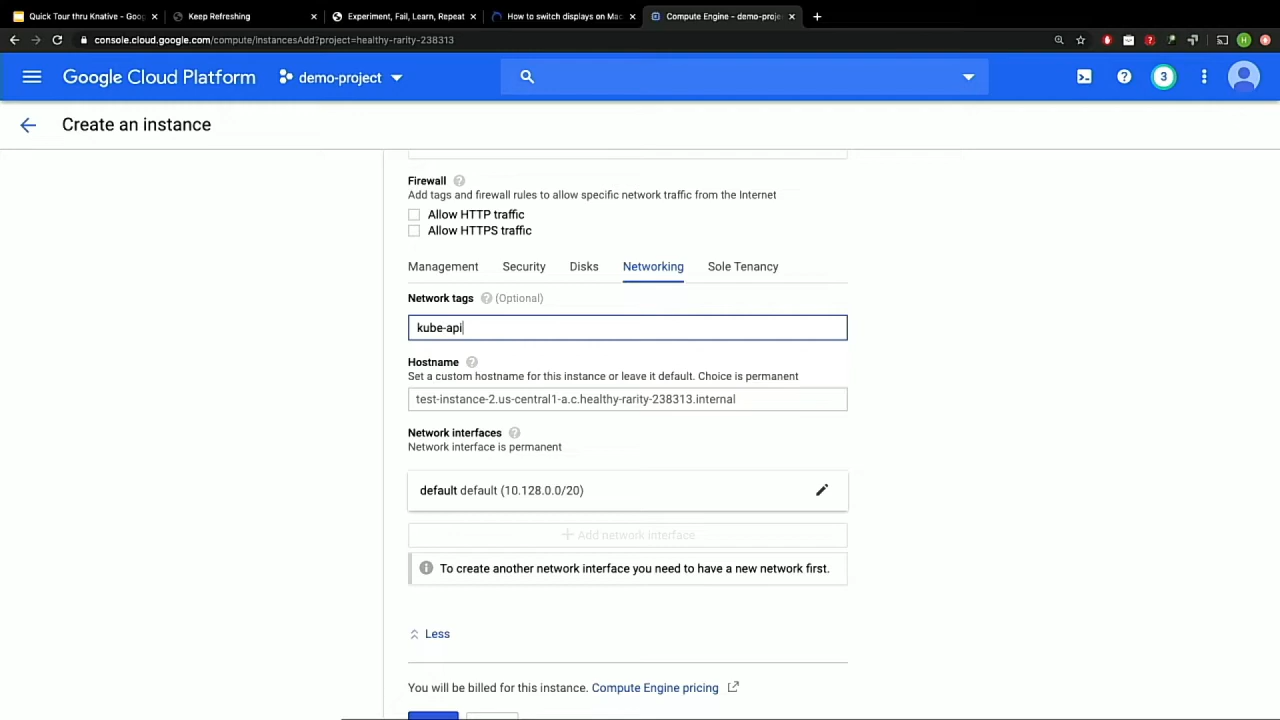 Quick Tour thru Knative - Goog
Keep Refreshing
Experiment, Fail, Learn, Repeat
How to switch displays on Mac
Compute Engine - demo-proje
console.cloud.google.com/compute/instancesAdd?project=healthy-rarity-238313
Google Cloud Platform
demo-project
3
Create an instance
Firewall
Add tags and firewall rules to allow specific network traffic from the Internet
Allow HTTP traffic
Allow HTTPS traffic
Management Security Disks Networking Sole Tenancy
Network tags (Optional)
kube-api
Hostname
Set a custom hostname for this instance or leave it default. Choice is permanent
test-instance-2.us-central1-a.c.healthy-rarity-238313.internal
Network interfaces
Network interface is permanent
default default (10.128.0.0/20)
Add network interface
To create another network interface you need to have a new network first.
Less
You will be billed for this instance. Compute Engine pricing